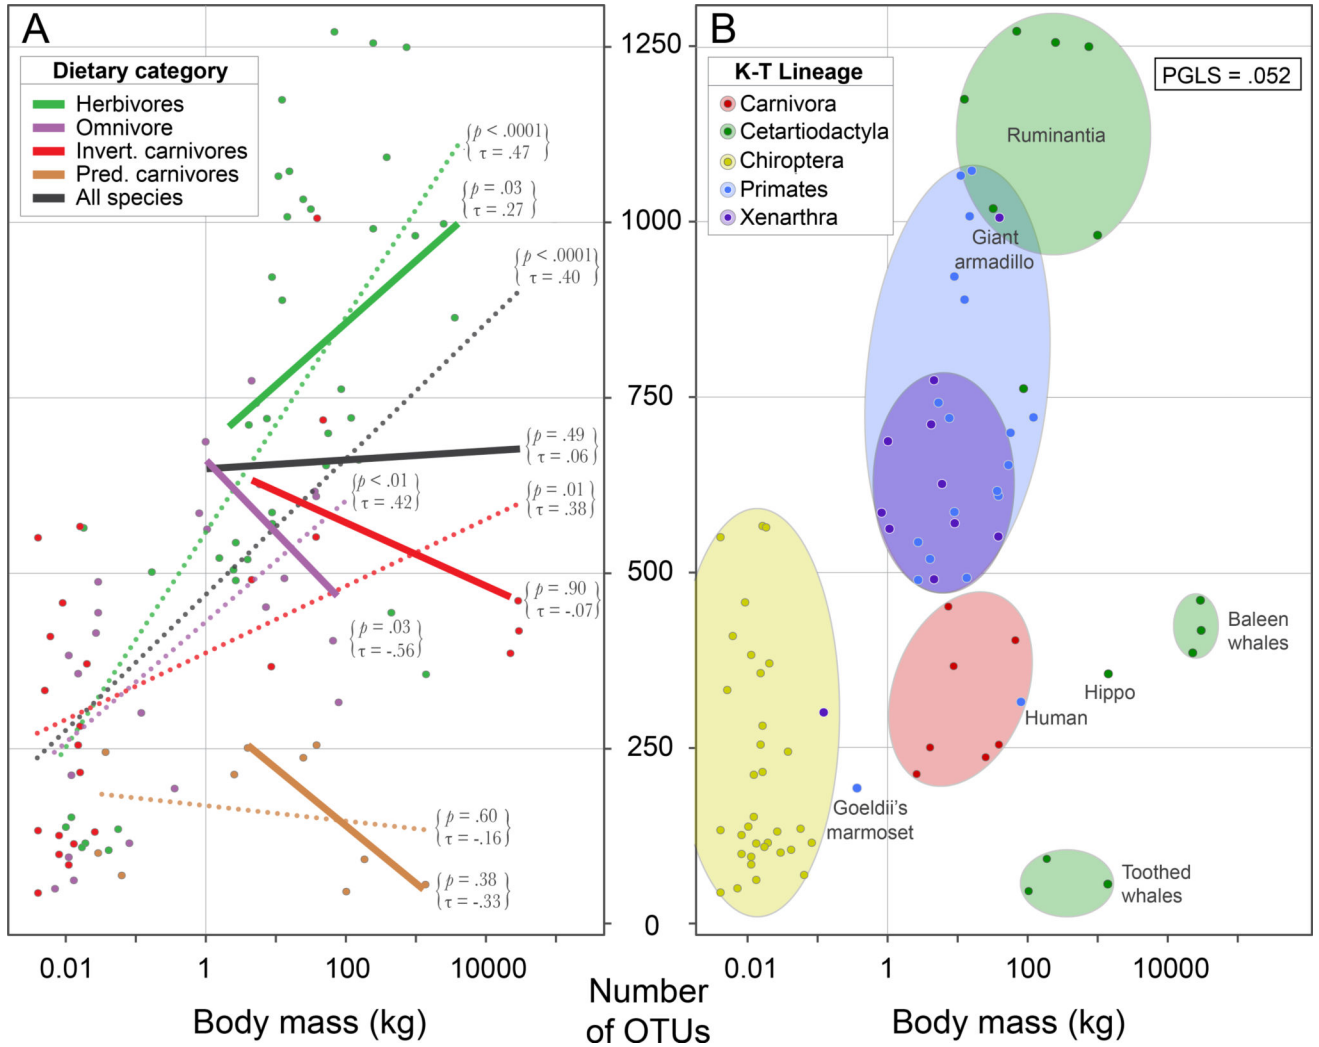 A
Dietary category
Herbivores
Omnivore
Invert. carnivores
Pred. carnivores
All species
p < .0001
τ = .47
p = .03
τ = .27
p < .0001
τ = .40
p = .49
τ = .06
p < .01
τ = .42
p = .01
τ = .38
p = .90
τ = -.07
p = .03
τ = -.56
p = .60
τ = -.16
p = .38
τ = -.33
0.01
1
100
10000
Body mass (kg)
1250
1000
750
500
250
0
Number
of OTUs
B
K-T Lineage
Carnivora
Cetartiodactyla
Chiroptera
Primates
Xenarthra
PGLS = .052
Ruminantia
Giant
armadillo
Baleen
whales
Hippo
Human
Goeldii's
marmoset
Toothed
whales
0.01
1
100
10000
Body mass (kg)